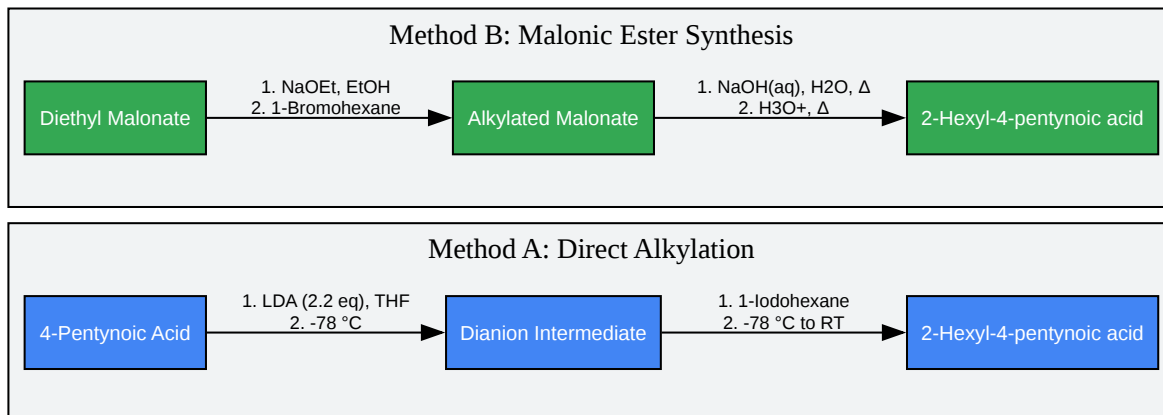 Method B: Malonic Ester Synthesis
Diethyl Malonate
1. NaOEt, EtOH
2. 1-Bromohexane
Alkylated Malonate
1. NaOH(aq), H2O, Δ
2. H3O+, Δ
2-Hexyl-4-pentynoic acid
Method A: Direct Alkylation
4-Pentynoic Acid
1. LDA (2.2 eq), THF
2. -78 °C
Dianion Intermediate
1. 1-Iodohexane
2. -78 °C to RT
2-Hexyl-4-pentynoic acid